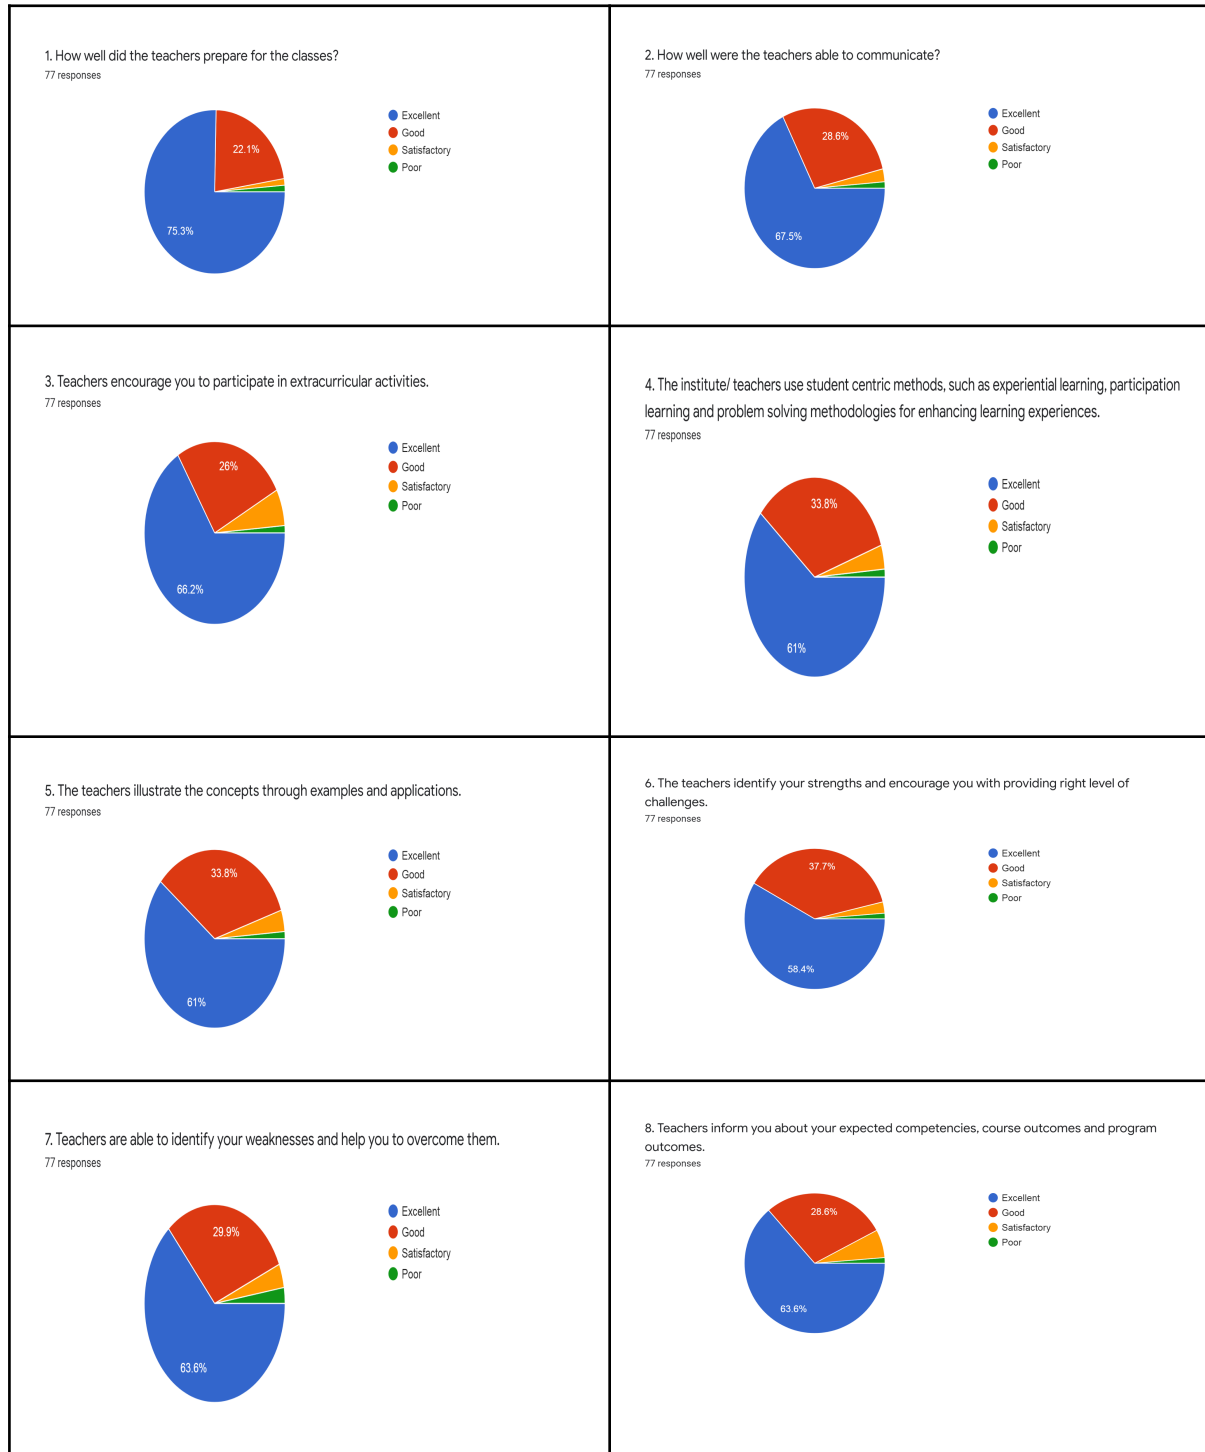 1. How well did the teachers prepare for the classes?
77 responses
Excellent
Good
Satisfactory
Poor
22.1%
75.3%
2. How well were the teachers able to communicate?
77 responses
Excellent
Good
Satisfactory
Poor
28.6%
67.5%
3. Teachers encourage you to participate in extracurricular activities.
77 responses
Excellent
Good
Satisfactory
Poor
26%
66.2%
4. The institute/ teachers use student centric methods, such as experiential learning, participation
learning and problem solving methodologies for enhancing learning experiences.
77 responses
Excellent
Good
Satisfactory
Poor
33.8%
61%
5. The teachers illustrate the concepts through examples and applications.
77 responses
Excellent
Good
Satisfactory
Poor
33.8%
61%
6. The teachers identify your strengths and encourage you with providing right level of
challenges.
77 responses
Excellent
Good
Satisfactory
Poor
37.7%
58.4%
7. Teachers are able to identify your weaknesses and help you to overcome them.
77 responses
Excellent
Good
Satisfactory
Poor
29.9%
63.6%
8. Teachers inform you about your expected competencies, course outcomes and program
outcomes.
77 responses
Excellent
Good
Satisfactory
Poor
28.6%
63.6%